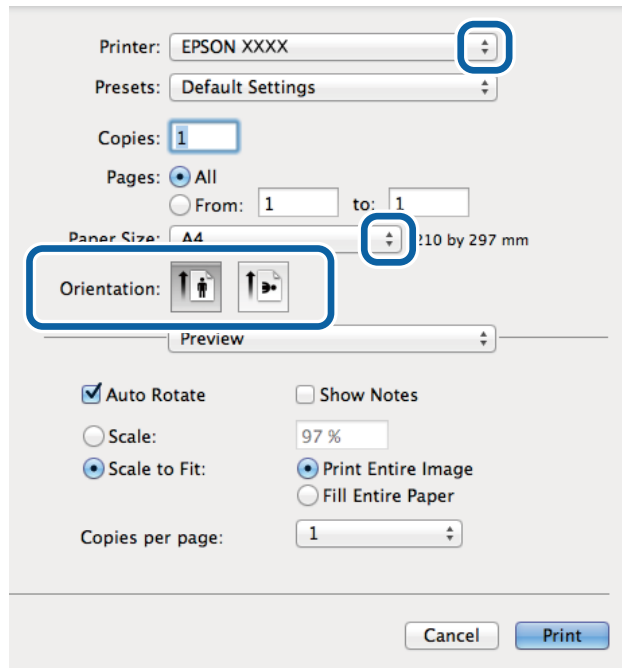 Printer: EPSON XXXX
Presets: Default Settings
Copies: 1
Pages: All
From: 1 to: 1
Paper Size: A4 210 by 297 mm
Orientation:
Preview
Auto Rotate Show Notes
Scale: 97 %
Scale to Fit: Print Entire Image
Fill Entire Paper
Copies per page: 1
Cancel Print